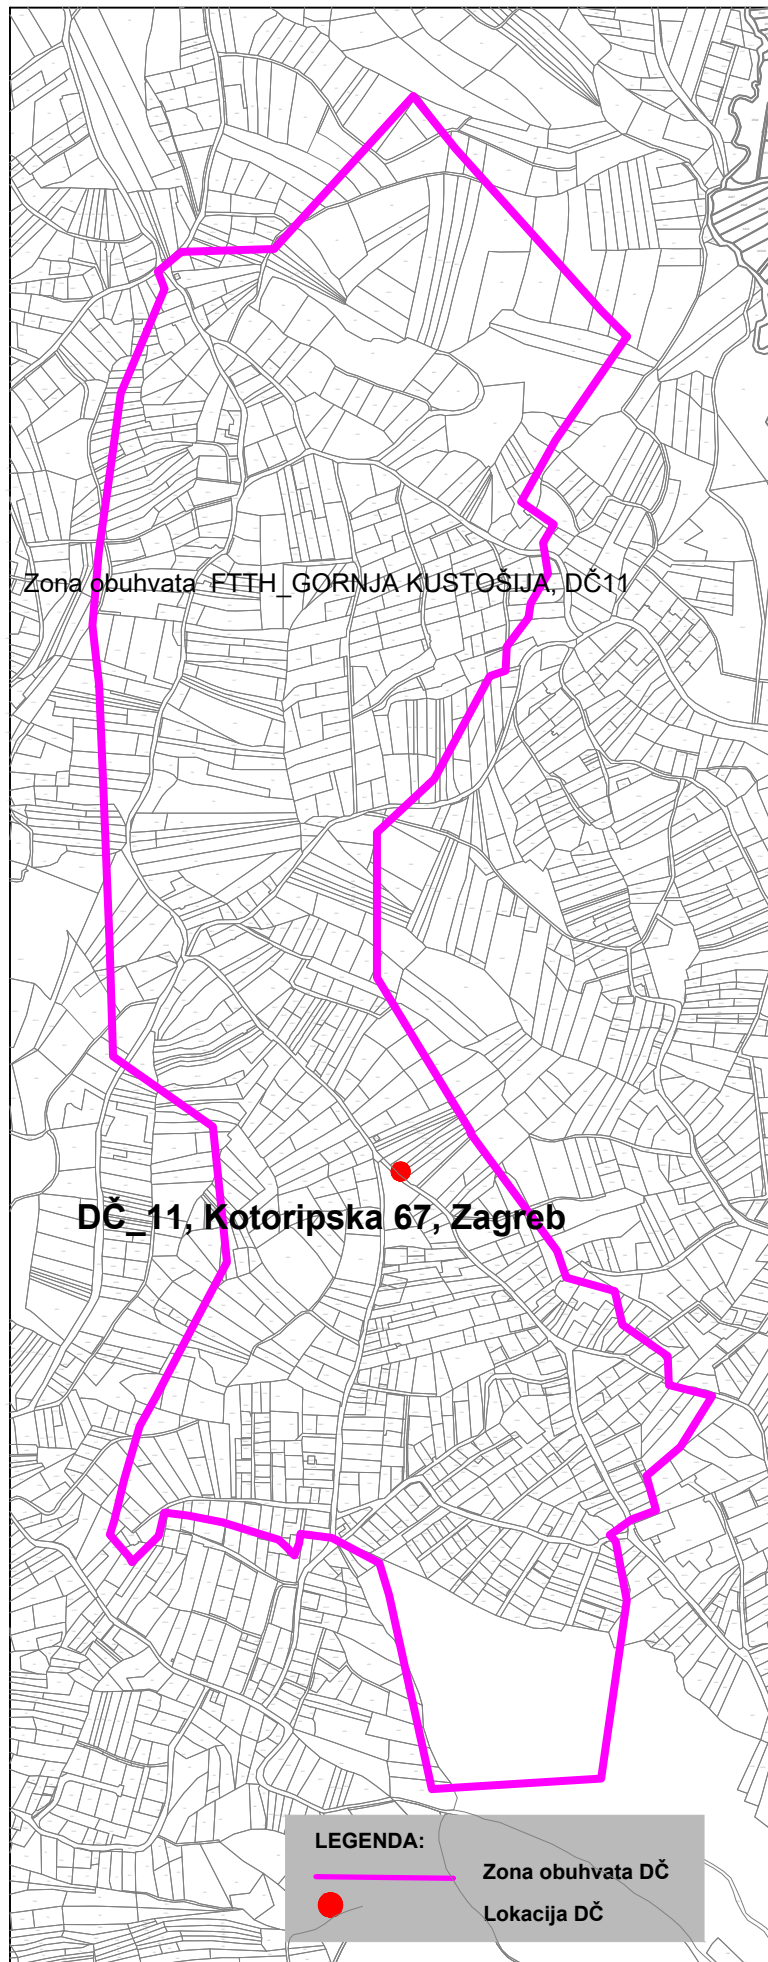 Zona obuhvata FTTH_GORNJA KUSTOŠIJA, DČ11
DČ_11, Kotoripska 67, Zagreb
LEGENDA:
Zona obuhvata DČ
Lokacija DČ